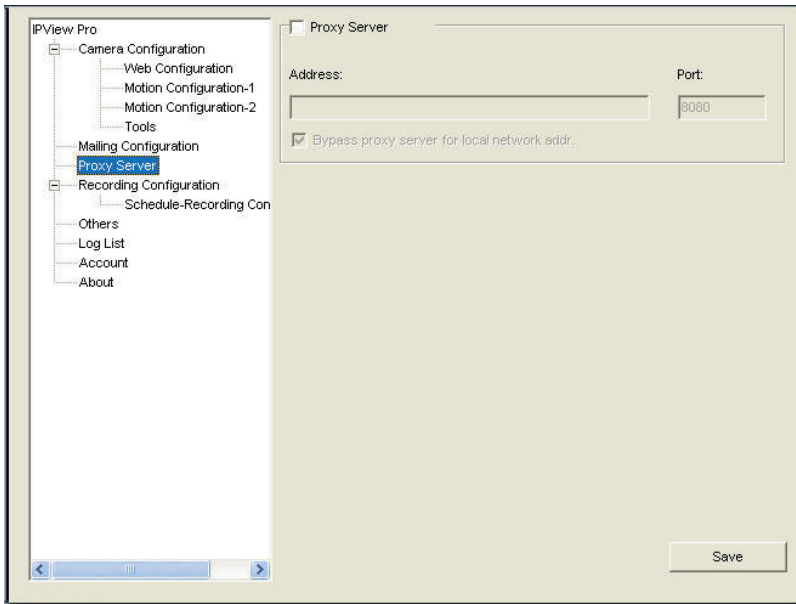 IPView Pro
Camera Configuration
Web Configuration
Motion Configuration-1
Motion Configuration-2
Tools
Mailing Configuration
Proxy Server
Recording Configuration
Schedule-Recording Con
Others
Log List
Account
About
Proxy Server
Address:
Port:
8080
Bypass proxy server for local network addr.
Save